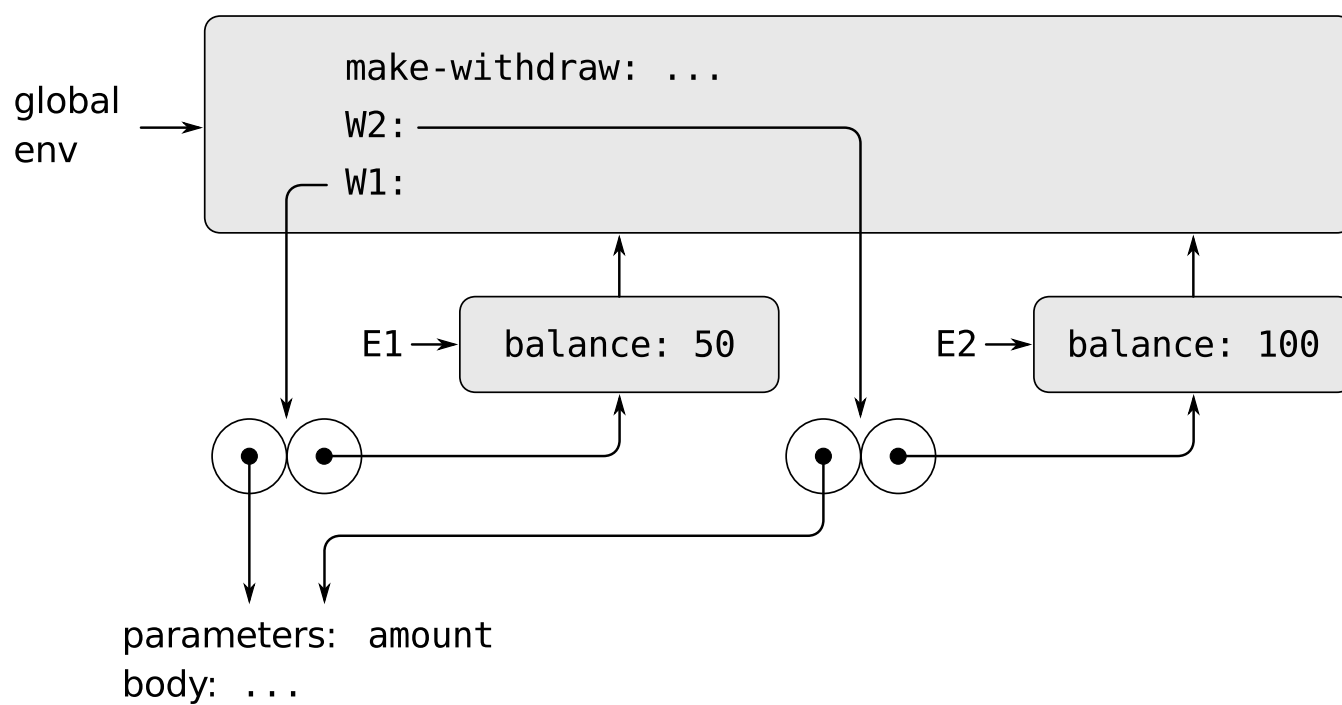 make-withdraw: ...
global
env
W2:
W1:
E1
balance: 50
E2
balance: 100
parameters: amount
body: ...